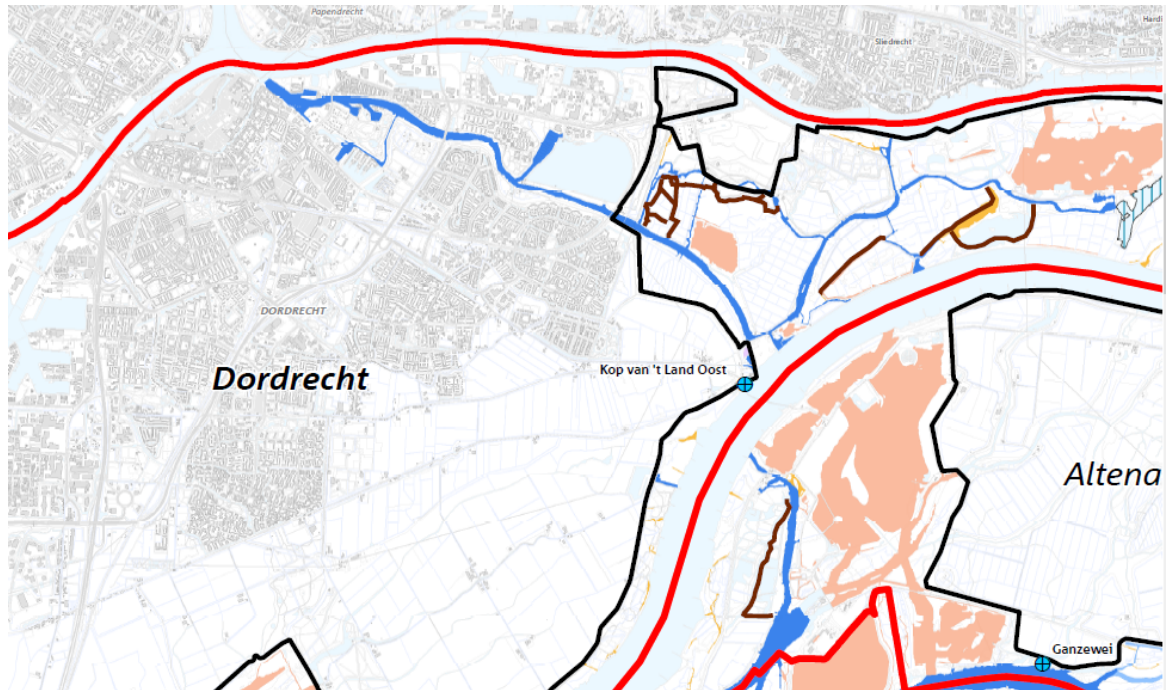 Papendrecht
Hardi
Sliedrecht
DORDRECHT
Dordrecht
Kop van 't Land Oost
Altena
Ganzewei